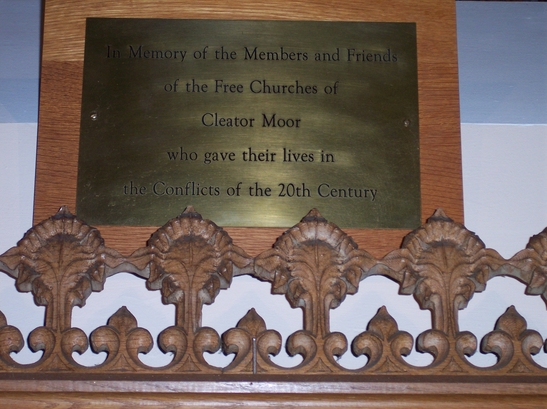 In Memory of the Members and Friends
of the Free Churches of
Cleator Moor
who gave their lives in
the Conflicts of the 20th Century